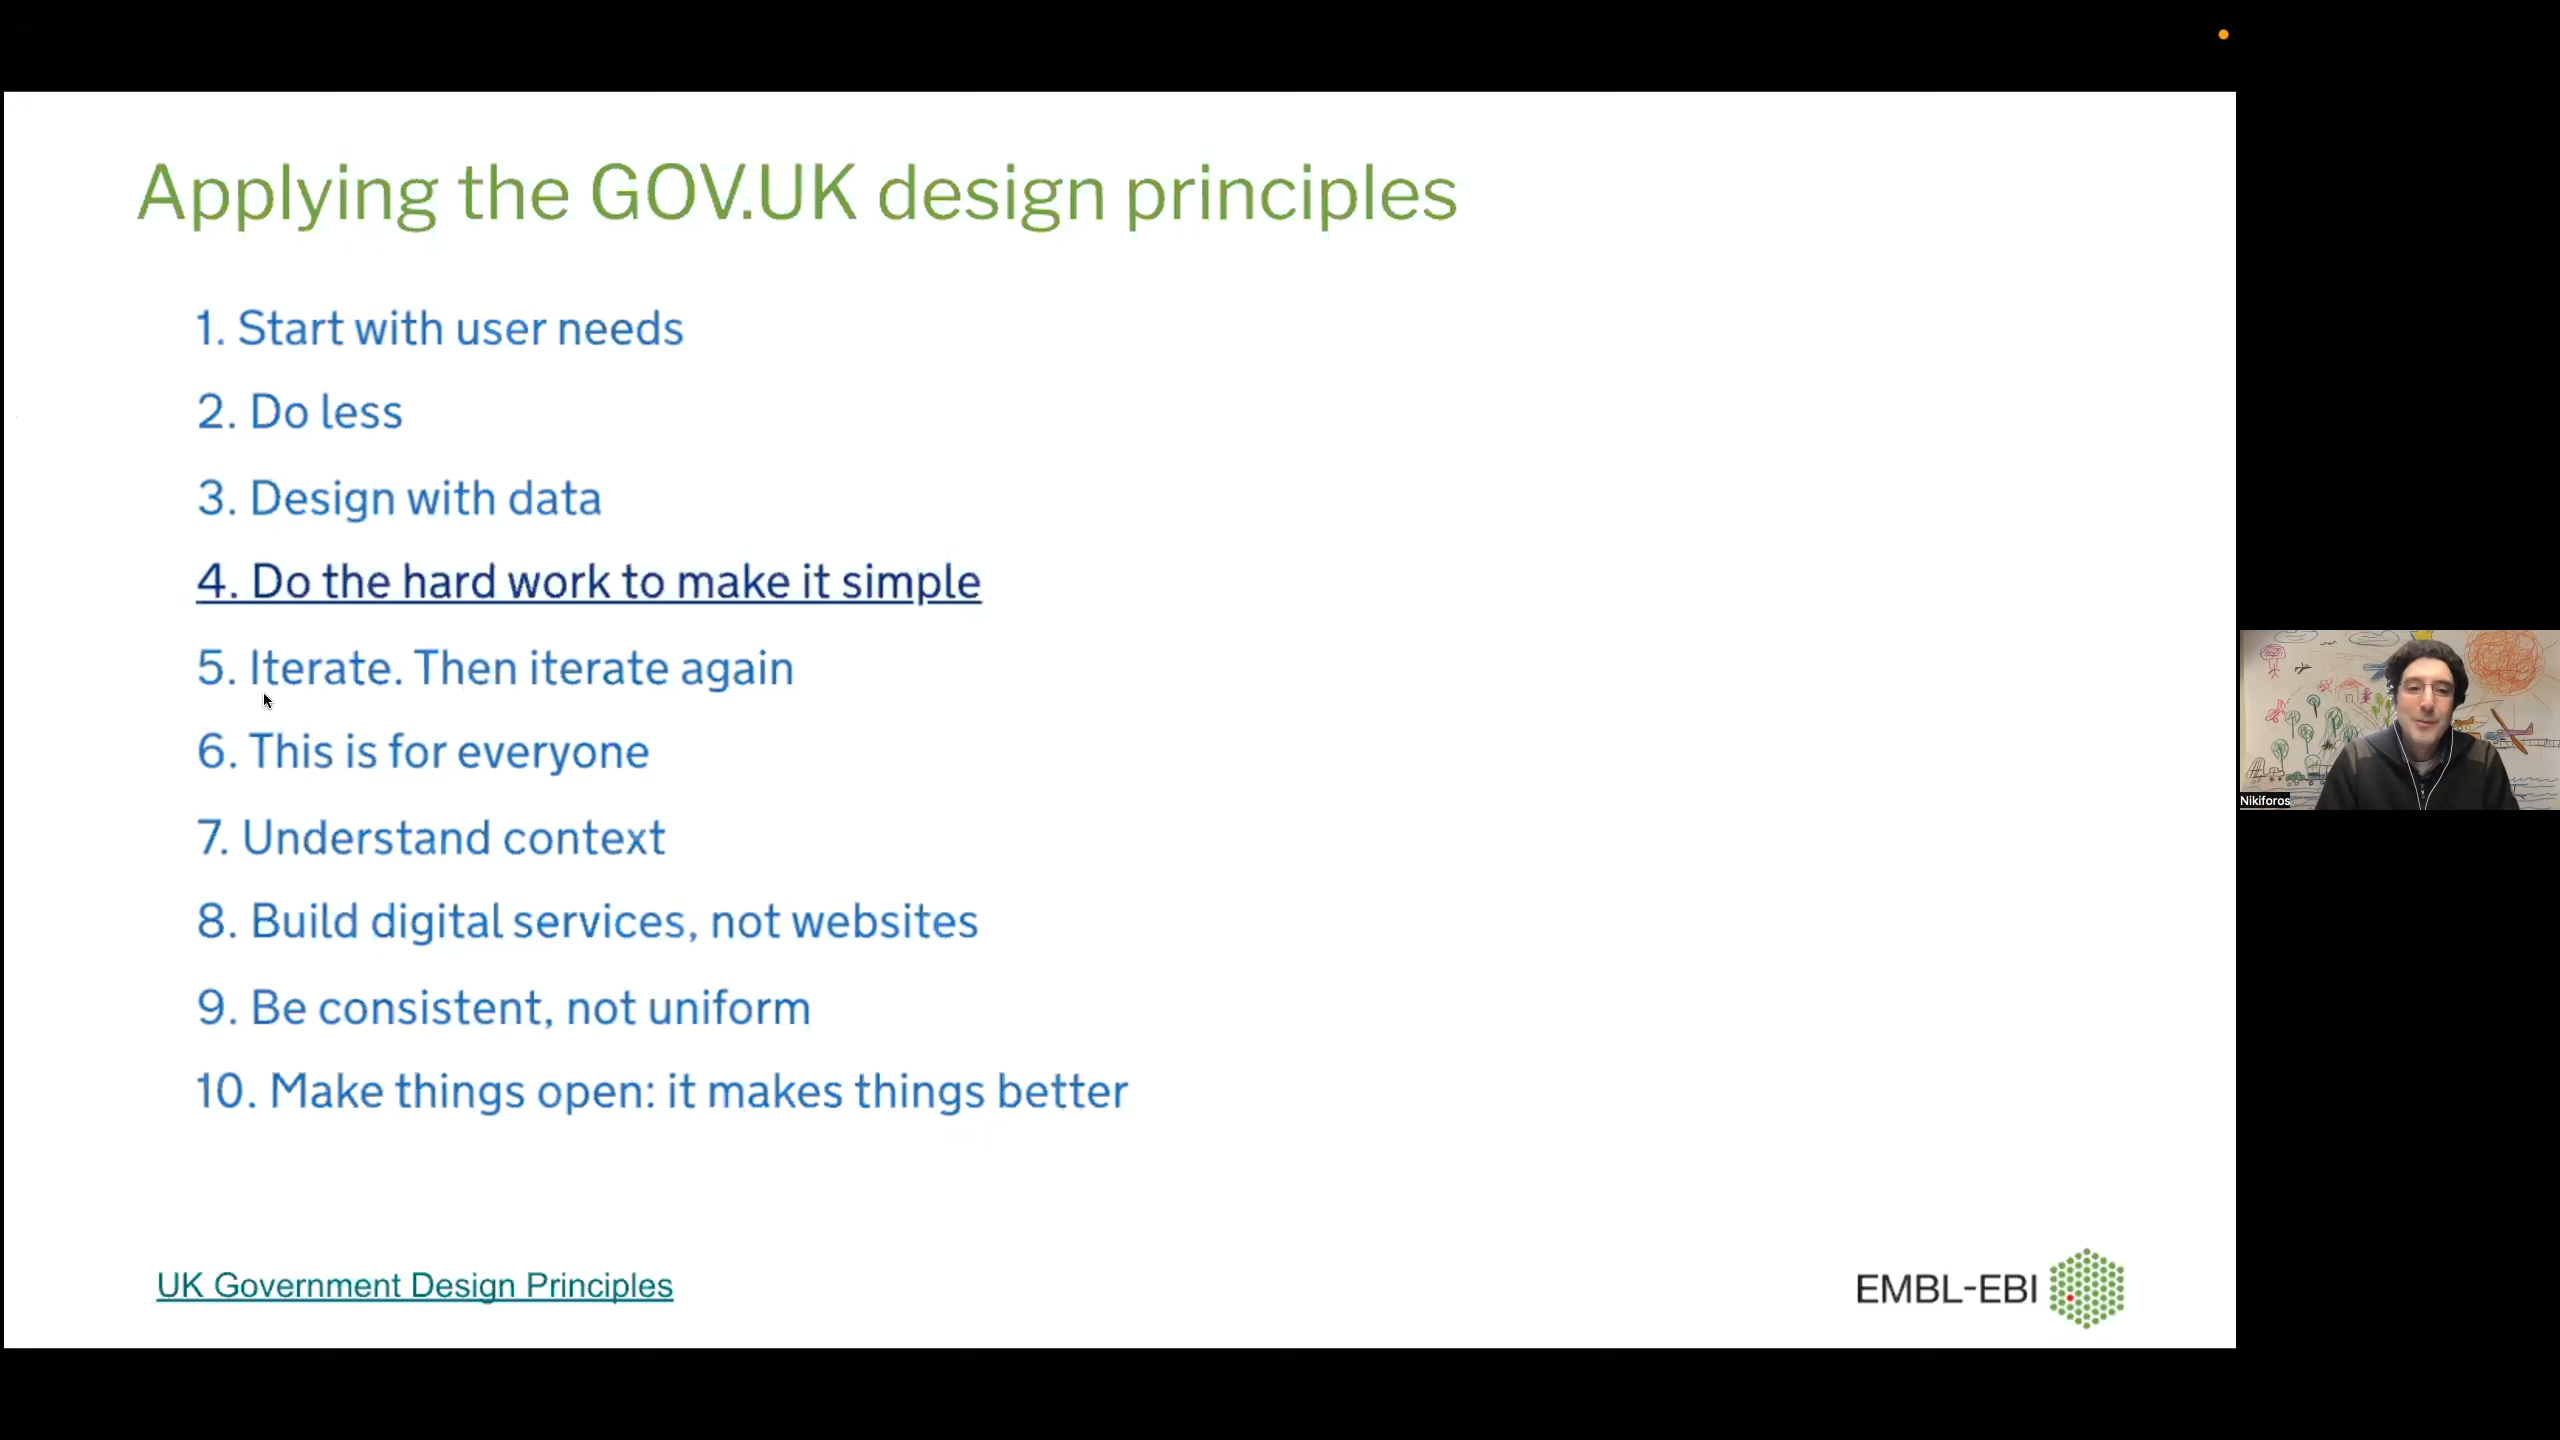 Applying the GOV.UK design principles
1. Start with user needs
2. Do less
3. Design with data
4. Do the hard work to make it simple
5. Iterate. Then iterate again
6. This is for everyone
7. Understand context
8. Build digital services, not websites
9. Be consistent, not uniform
10. Make things open: it makes things better
UK Government Design Principles
EMBL-EBI
Nikiforos